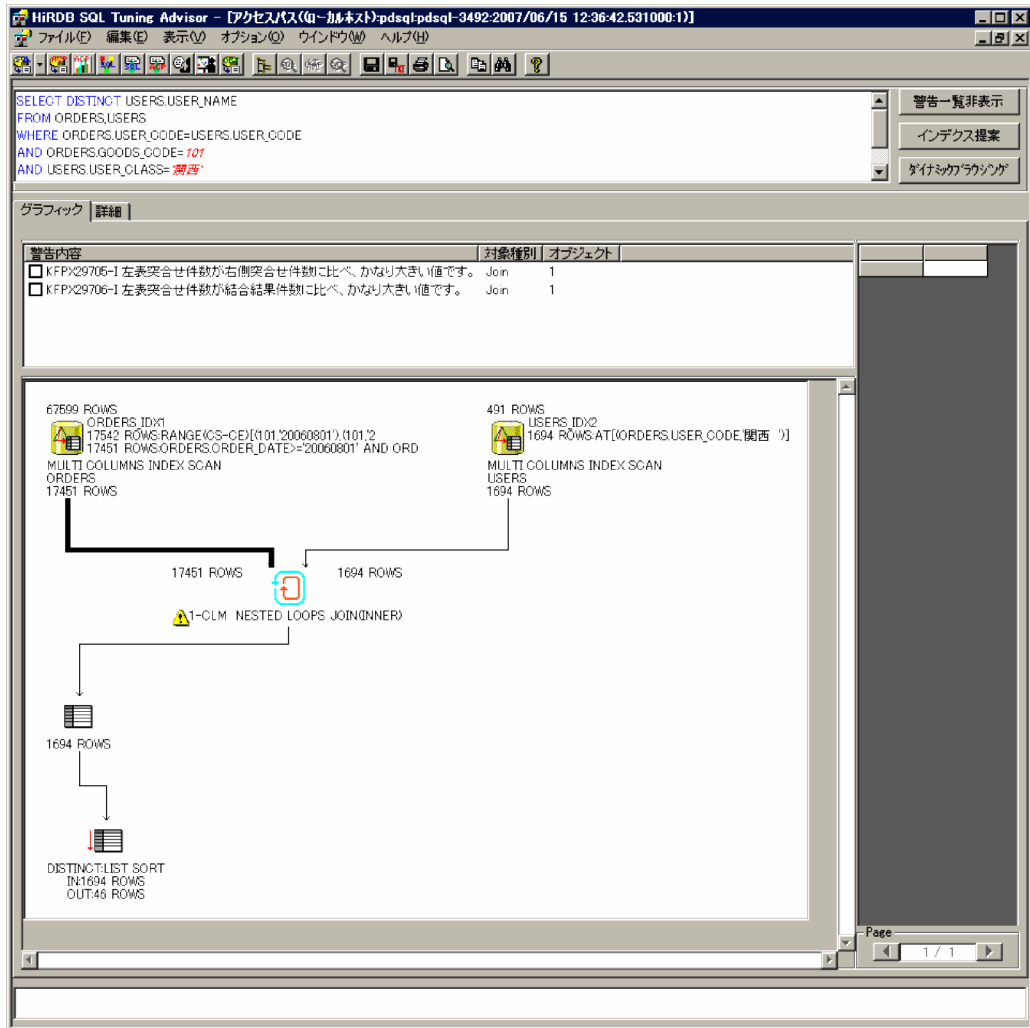 HiRDB SQL Tuning Advisor - [アクセスパス((ローカルホスト):pdsql:pdsql-3492:2007/06/15 12:36:42.531000:1)]
ファイル(F) 編集(E) 表示(V) オプション(O) ウインドウ(W) ヘルプ(H)
SELECT DISTINCT USERS.USER_NAME
FROM ORDERS,USERS
WHERE ORDERS.USER_CODE=USERS.USER_CODE
AND ORDERS.GOODS_CODE=101
AND USERS.USER_CLASS='関西'
警告一覧非表示
インデクス提案
ダイナミックブラウジング
グラフィック 詳細
警告内容 対象種別 オブジェクト
KFPX29705-I 左表突合せ件数が右側突合せ件数に比べ、かなり大きい値です。 Join 1
KFPX29706-I 左表突合せ件数が結合結果件数に比べ、かなり大きい値です。 Join 1
67599 ROWS
ORDERS_IDX1
17542 ROWS:RANGE(CS-CE)[(101,'20060801'),(101,'2
17451 ROWS:ORDERS.ORDER_DATE>='20060801' AND ORD
MULTI COLUMNS INDEX SCAN
ORDERS
17451 ROWS
491 ROWS
USERS_IDX2
1694 ROWS:AT[(ORDERS.USER_CODE,'関西 ')]
MULTI COLUMNS INDEX SCAN
USERS
1694 ROWS
17451 ROWS 1694 ROWS
1-CLM NESTED LOOPS JOIN(INNER)
1694 ROWS
DISTINCT:LIST SORT
IN:1694 ROWS
OUT:46 ROWS
Page
1 / 1